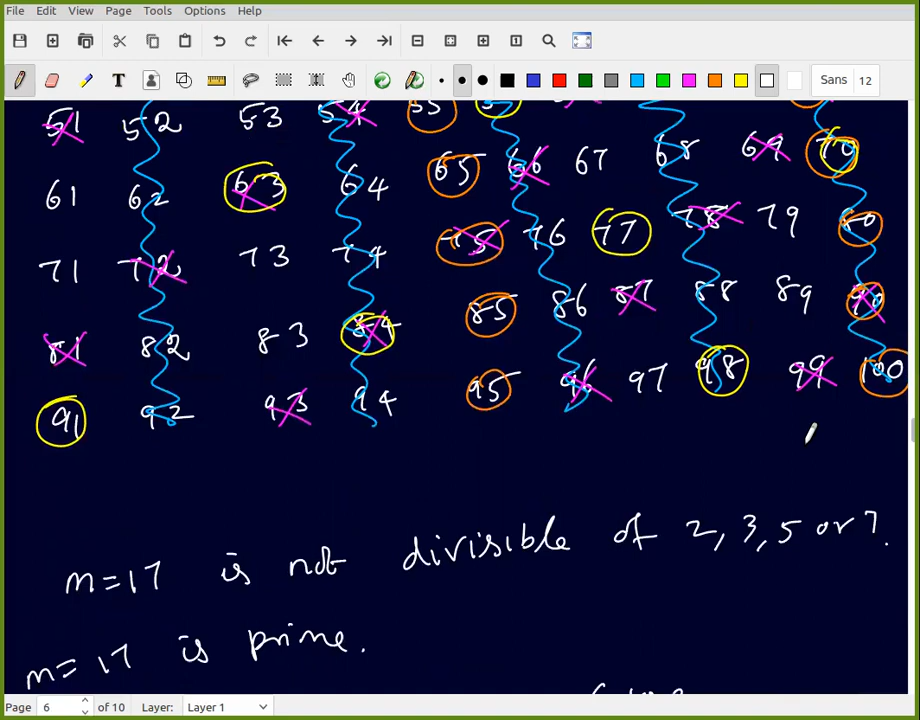 File Edit View Page Tools Options Help
Sans 12
51 52 53 54 55
61 62 63 64 65 66 67 68 69 70
71 72 73 74 75 76 77 78 79 80
81 82 83 84 85 86 87 88 89 90
91 92 93 94 95 96 97 98 99 100
m=17 is not divisible of 2, 3, 5 or 7.
m=17 is prime.
Page 6 of 10 Layer: Layer 1